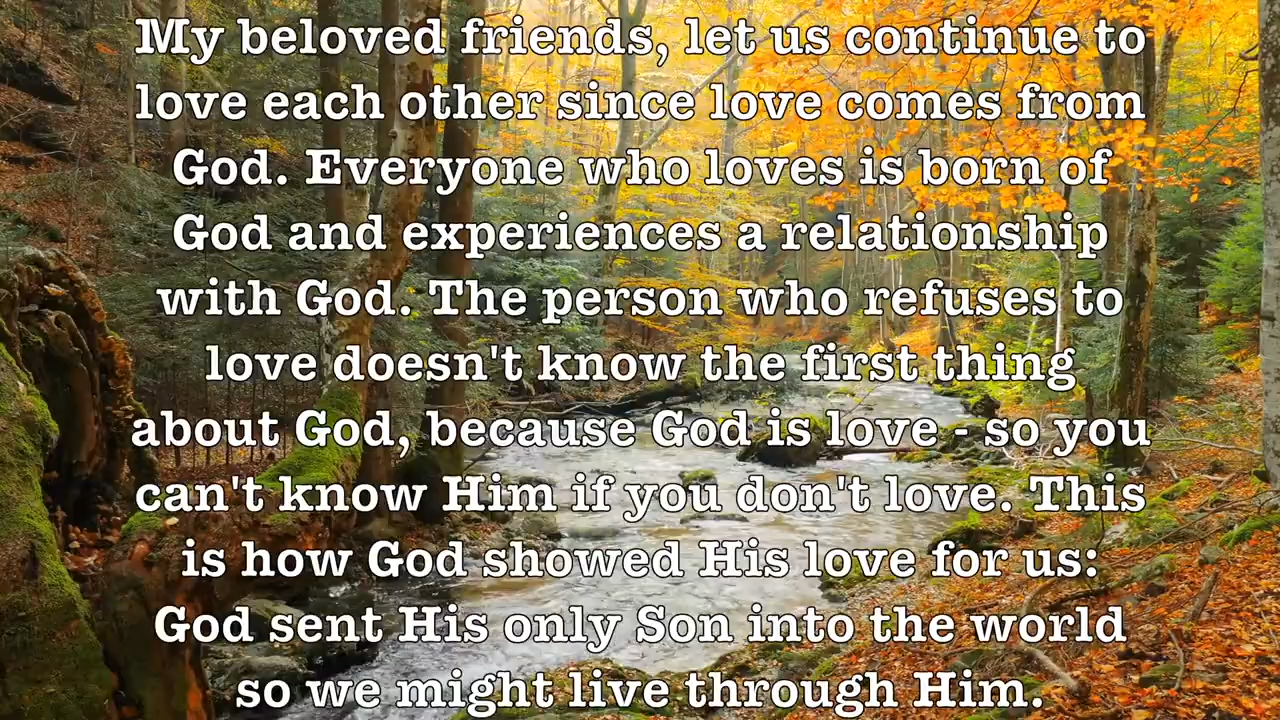 My beloved friends, let us continue to
love each other since love comes from
God. Everyone who loves is born of
God and experiences a relationship
with God. The person who refuses to
love doesn't know the first thing
about God, because God is love - so you
can't know Him if you don't love. This
is how God showed His love for us:
God sent His only Son into the world
so we might live through Him.